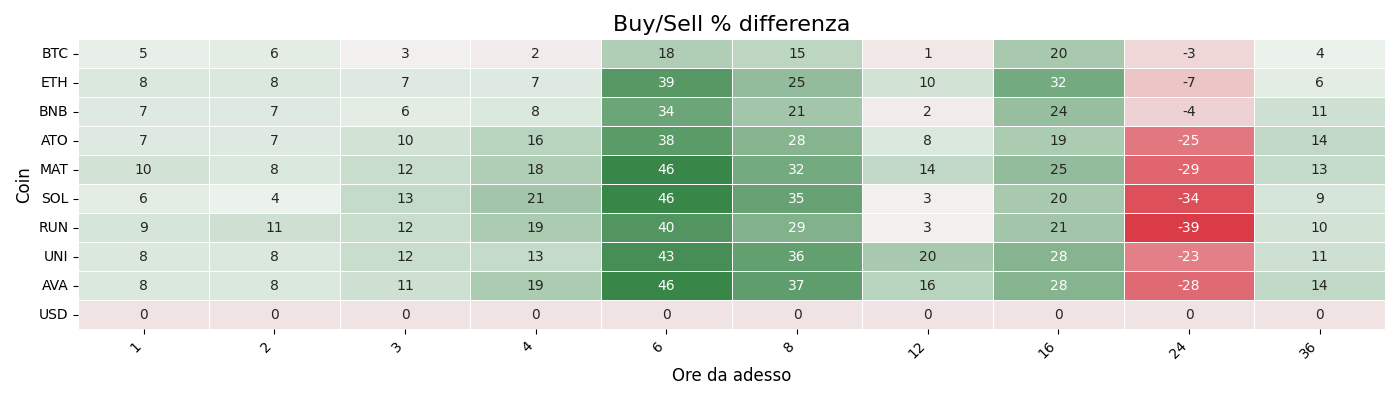 Buy/Sell % differenza
Coin
BTC 5 6 3 2 18 15 1 20 -3 4
ETH 8 8 7 7 39 25 10 32 -7 6
BNB 7 7 6 8 34 21 2 24 -4 11
ATO 7 7 10 16 38 28 8 19 -25 14
MAT 10 8 12 18 46 32 14 25 -29 13
SOL 6 4 13 21 46 35 3 20 -34 9
RUN 9 11 12 19 40 29 3 21 -39 10
UNI 8 8 12 13 43 36 20 28 -23 11
AVA 8 8 11 19 46 37 16 28 -28 14
USD 0 0 0 0 0 0 0 0 0 0
1 2 3 4 6 8 12 16 24 36
Ore da adesso